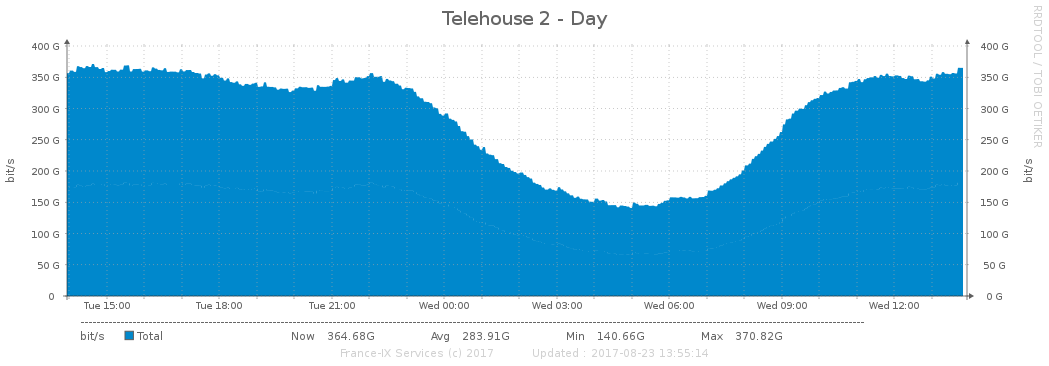 Telehouse 2 - Day
RRDTOOL / TOBI OETIKER
400 G 400 G
350 G 350 G
300 G 300 G
250 G 250 G
200 G 200 G
150 G 150 G
100 G 100 G
50 G 50 G
0 0 G
bit/s bit/s
Tue 15:00 Tue 18:00 Tue 21:00 Wed 00:00 Wed 03:00 Wed 06:00 Wed 09:00 Wed 12:00
bit/s Total Now 364.68G Avg 283.91G Min 140.66G Max 370.82G
France-IX Services (c) 2017 Updated : 2017-08-23 13:55:14